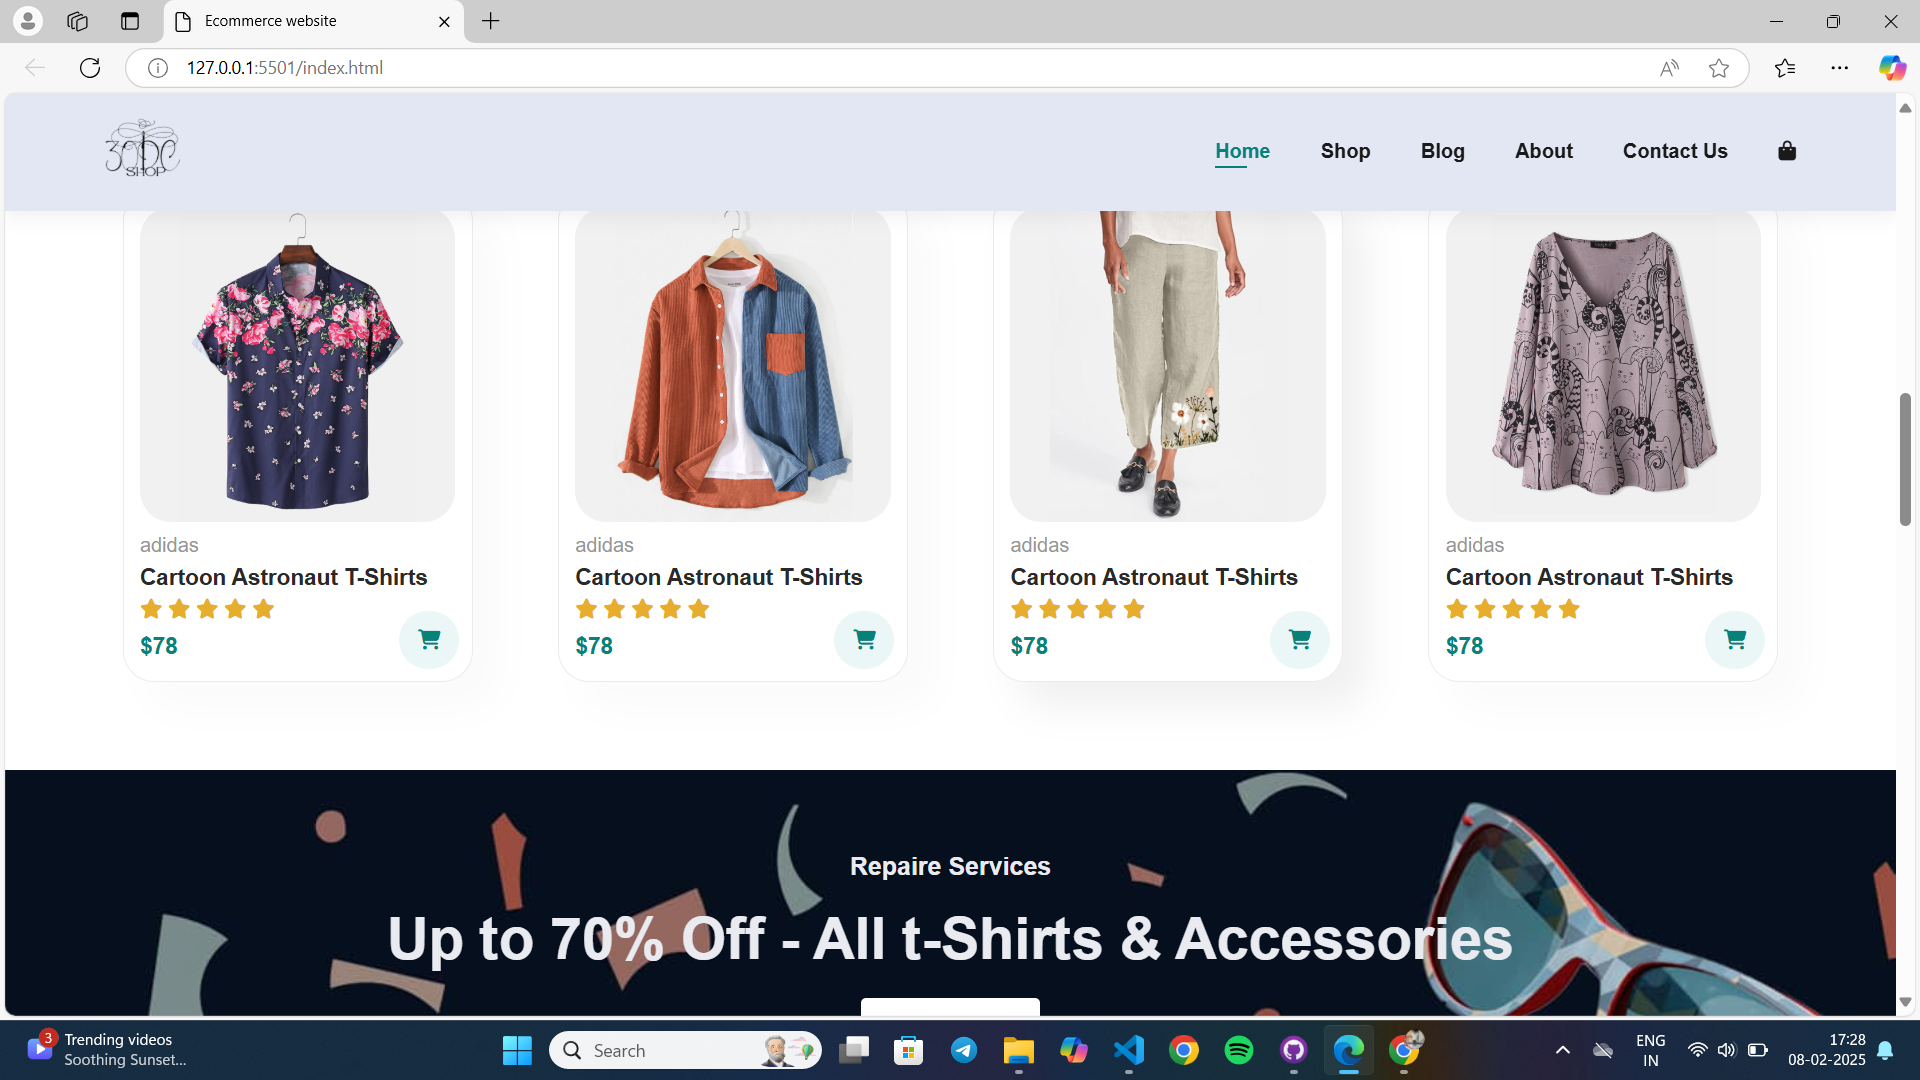 Ecommerce website
127.0.0.1:5501/index.html
SHOP
Home Shop Blog About Contact Us
adidas adidas adidas adidas
Cartoon Astronaut T-Shirts Cartoon Astronaut T-Shirts Cartoon Astronaut T-Shirts Cartoon Astronaut T-Shirts
$78 $78 $78 $78
Repaire Services
Up to 70% Off - All t-Shirts & Accessories
3 Trending videos
Soothing Sunset...
Search
ENG
IN
17:28
08-02-2025